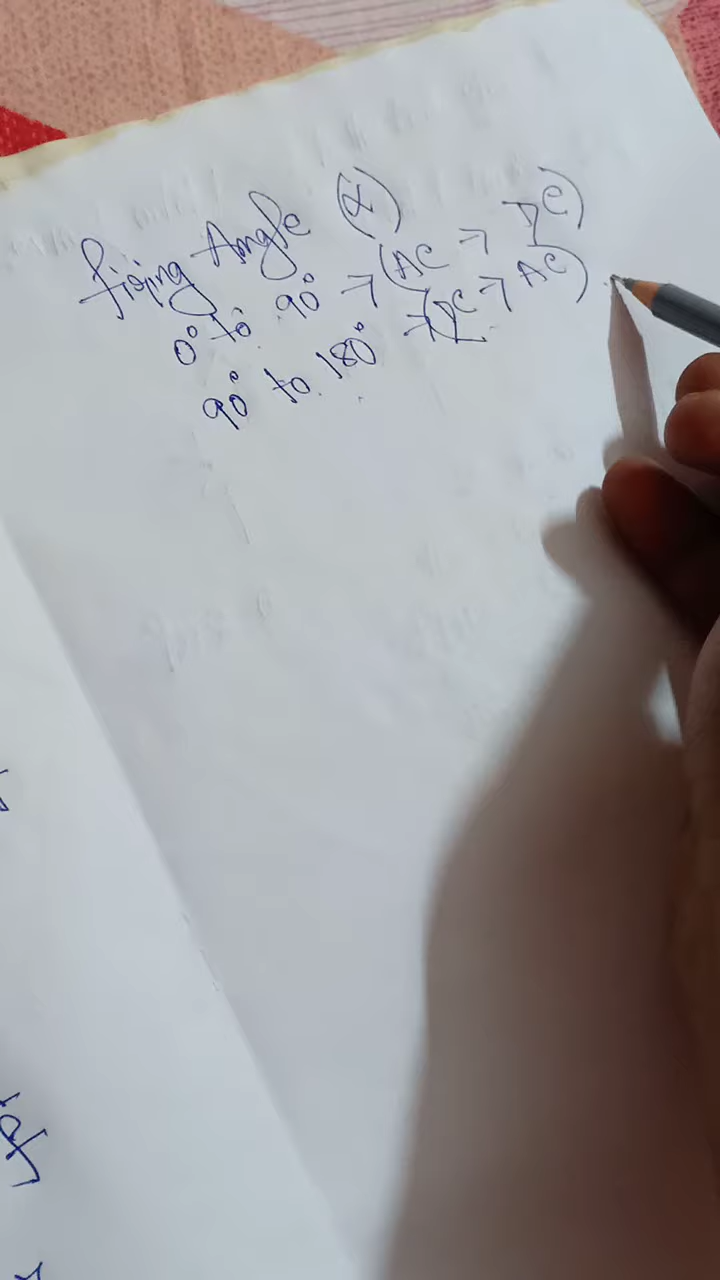 firing Angle (α)
0° to 90° → (AC → DC)
90° to 180° → (DC → AC)